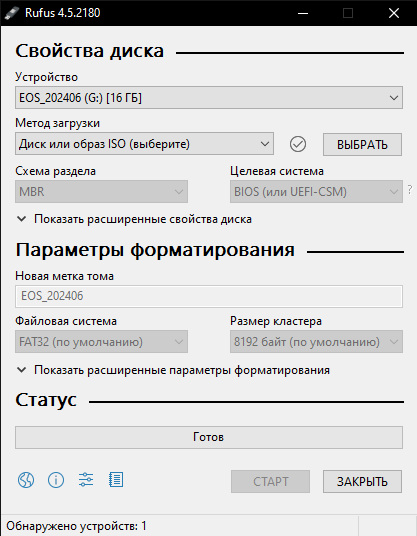 Rufus 4.5.2180
Свойства диска
Устройство
EOS_202406 (G:) [16 ГБ]
Метод загрузки
Диск или образ ISO (выберите)
ВЫБРАТЬ
Схема раздела
Целевая система
MBR
BIOS (или UEFI-CSM)
?
Показать расширенные свойства диска
Параметры форматирования
Новая метка тома
EOS_202406
Файловая система
Размер кластера
FAT32 (по умолчанию)
8192 байт (по умолчанию)
Показать расширенные параметры форматирования
Статус
Готов
СТАРТ
ЗАКРЫТЬ
Обнаружено устройств: 1